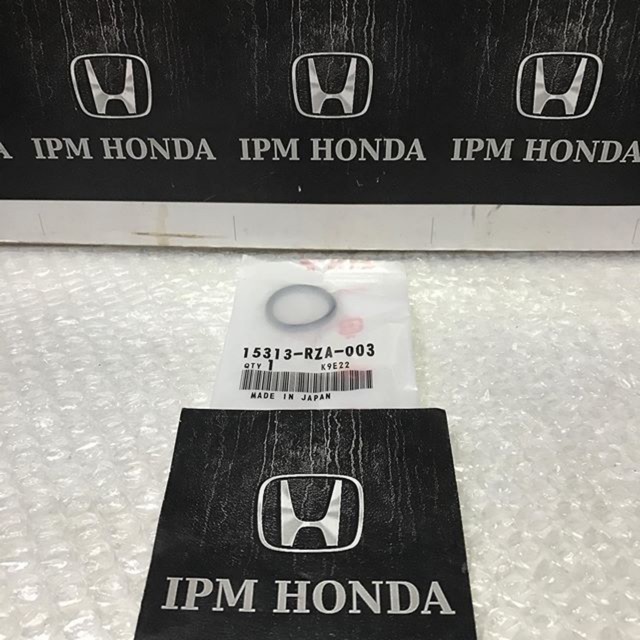 IPM HONDA IPM HONDA IPM HONDA
15313-RZA-003
QTY 1 K9E22
MADE IN JAPAN
IPM HONDA